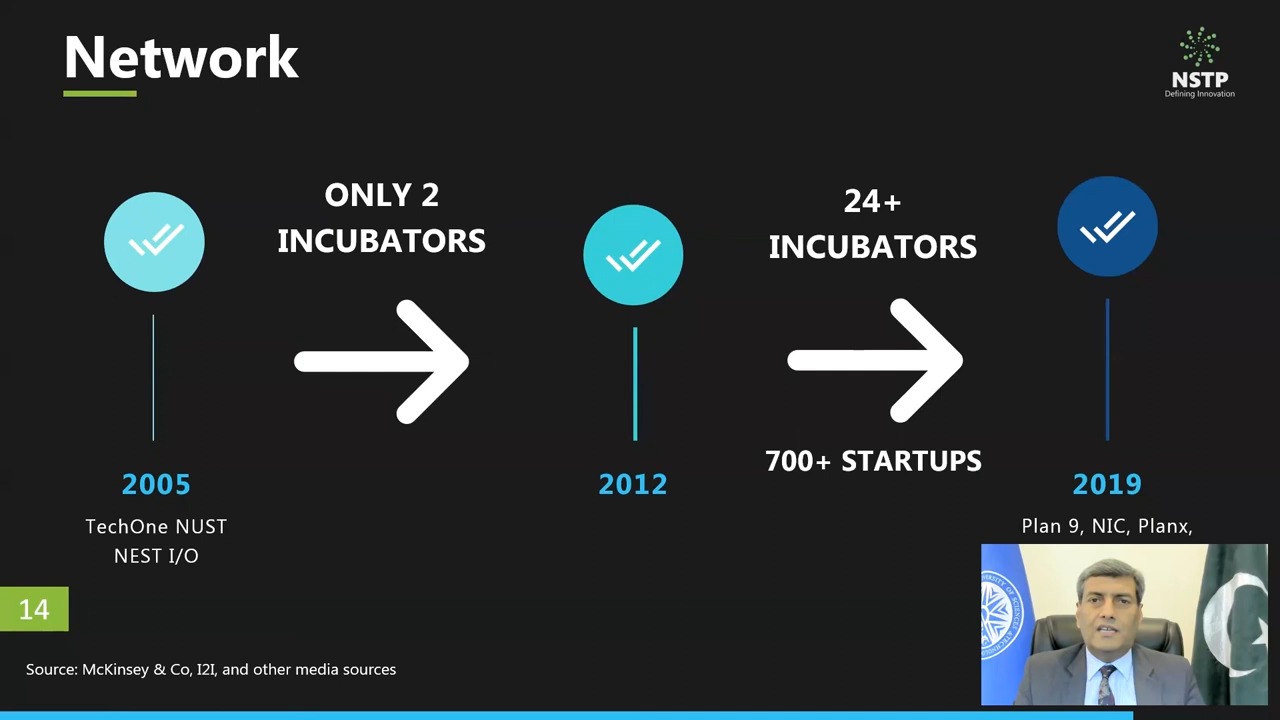 Network
NSTP
Defining Innovation
ONLY 2
INCUBATORS
24+
INCUBATORS
700+ STARTUPS
2005
TechOne NUST
NEST I/O
2012
2019
Plan 9, NIC, Planx,
14
Source: McKinsey & Co, I2I, and other media sources